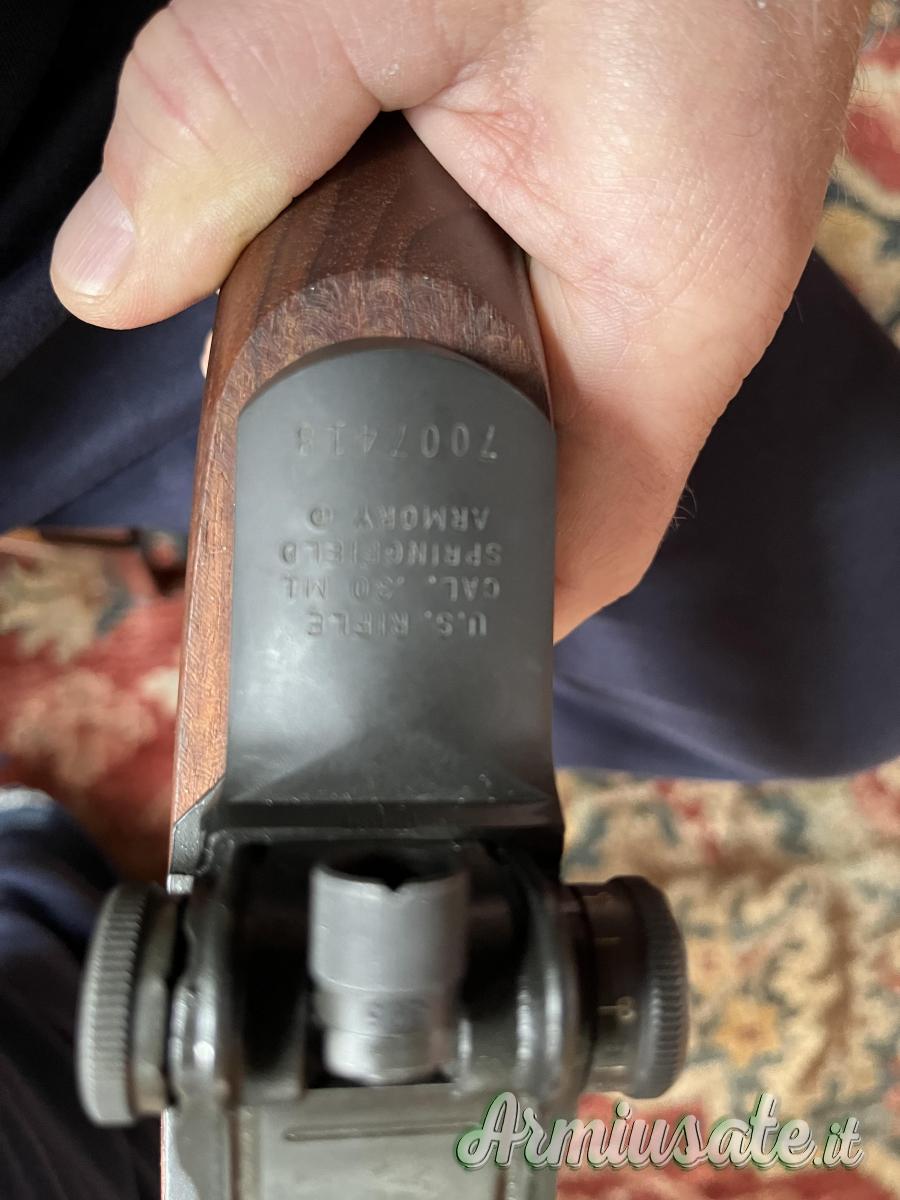 U.S. RIFLE
CAL. .30 M1
SPRINGFIELD
ARMORY ®
7007418
Armiusate.it